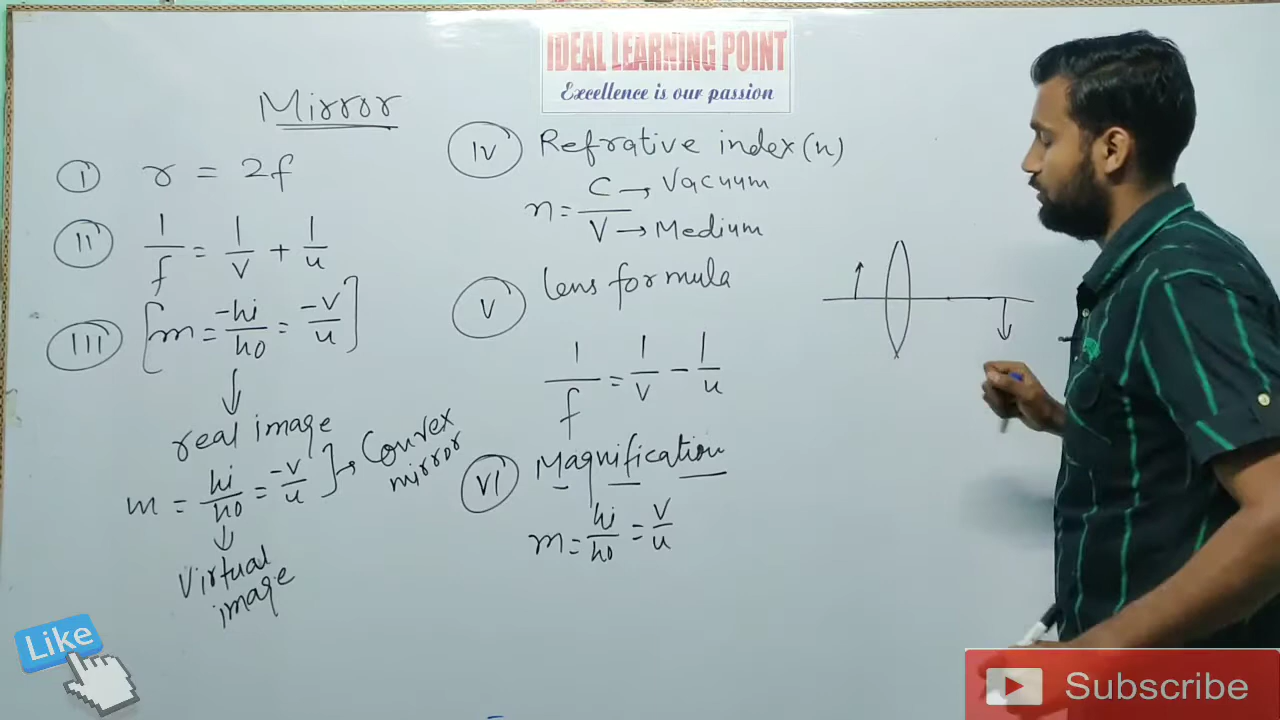 IDEAL LEARNING POINT
Excellence is our passion
Mirror
I r = 2f
II 1/f = 1/v + 1/u
III [m = -hi/ho = -v/u]
real image
m = hi/ho = -v/u ] → Convex mirror
Virtual
image
IV Refrative index (n)
n = C → Vacuum
V → Medium
V lens formula
1/f = 1/v - 1/u
VI Magnification
m = hi/ho = v/u
Like
Subscribe